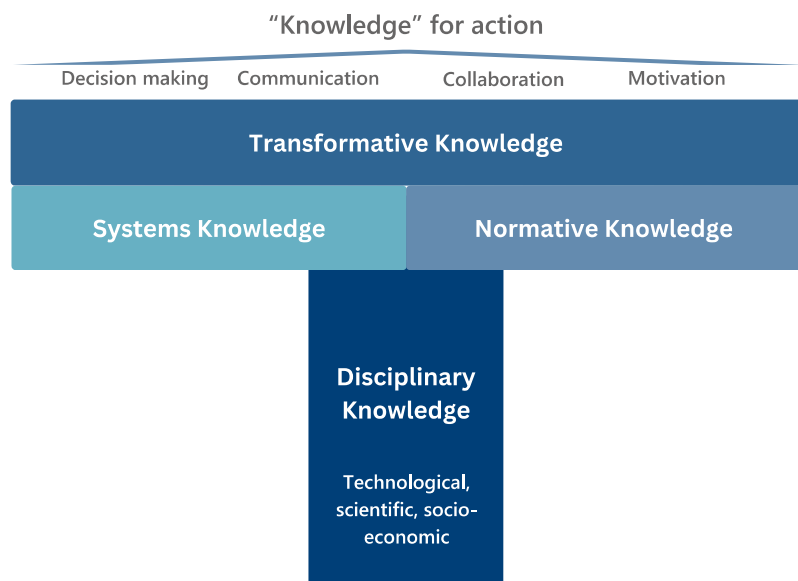 “Knowledge” for action
Decision making Communication Collaboration Motivation
Transformative Knowledge
Systems Knowledge Normative Knowledge
Disciplinary
Knowledge
Technological,
scientific, socio-
economic